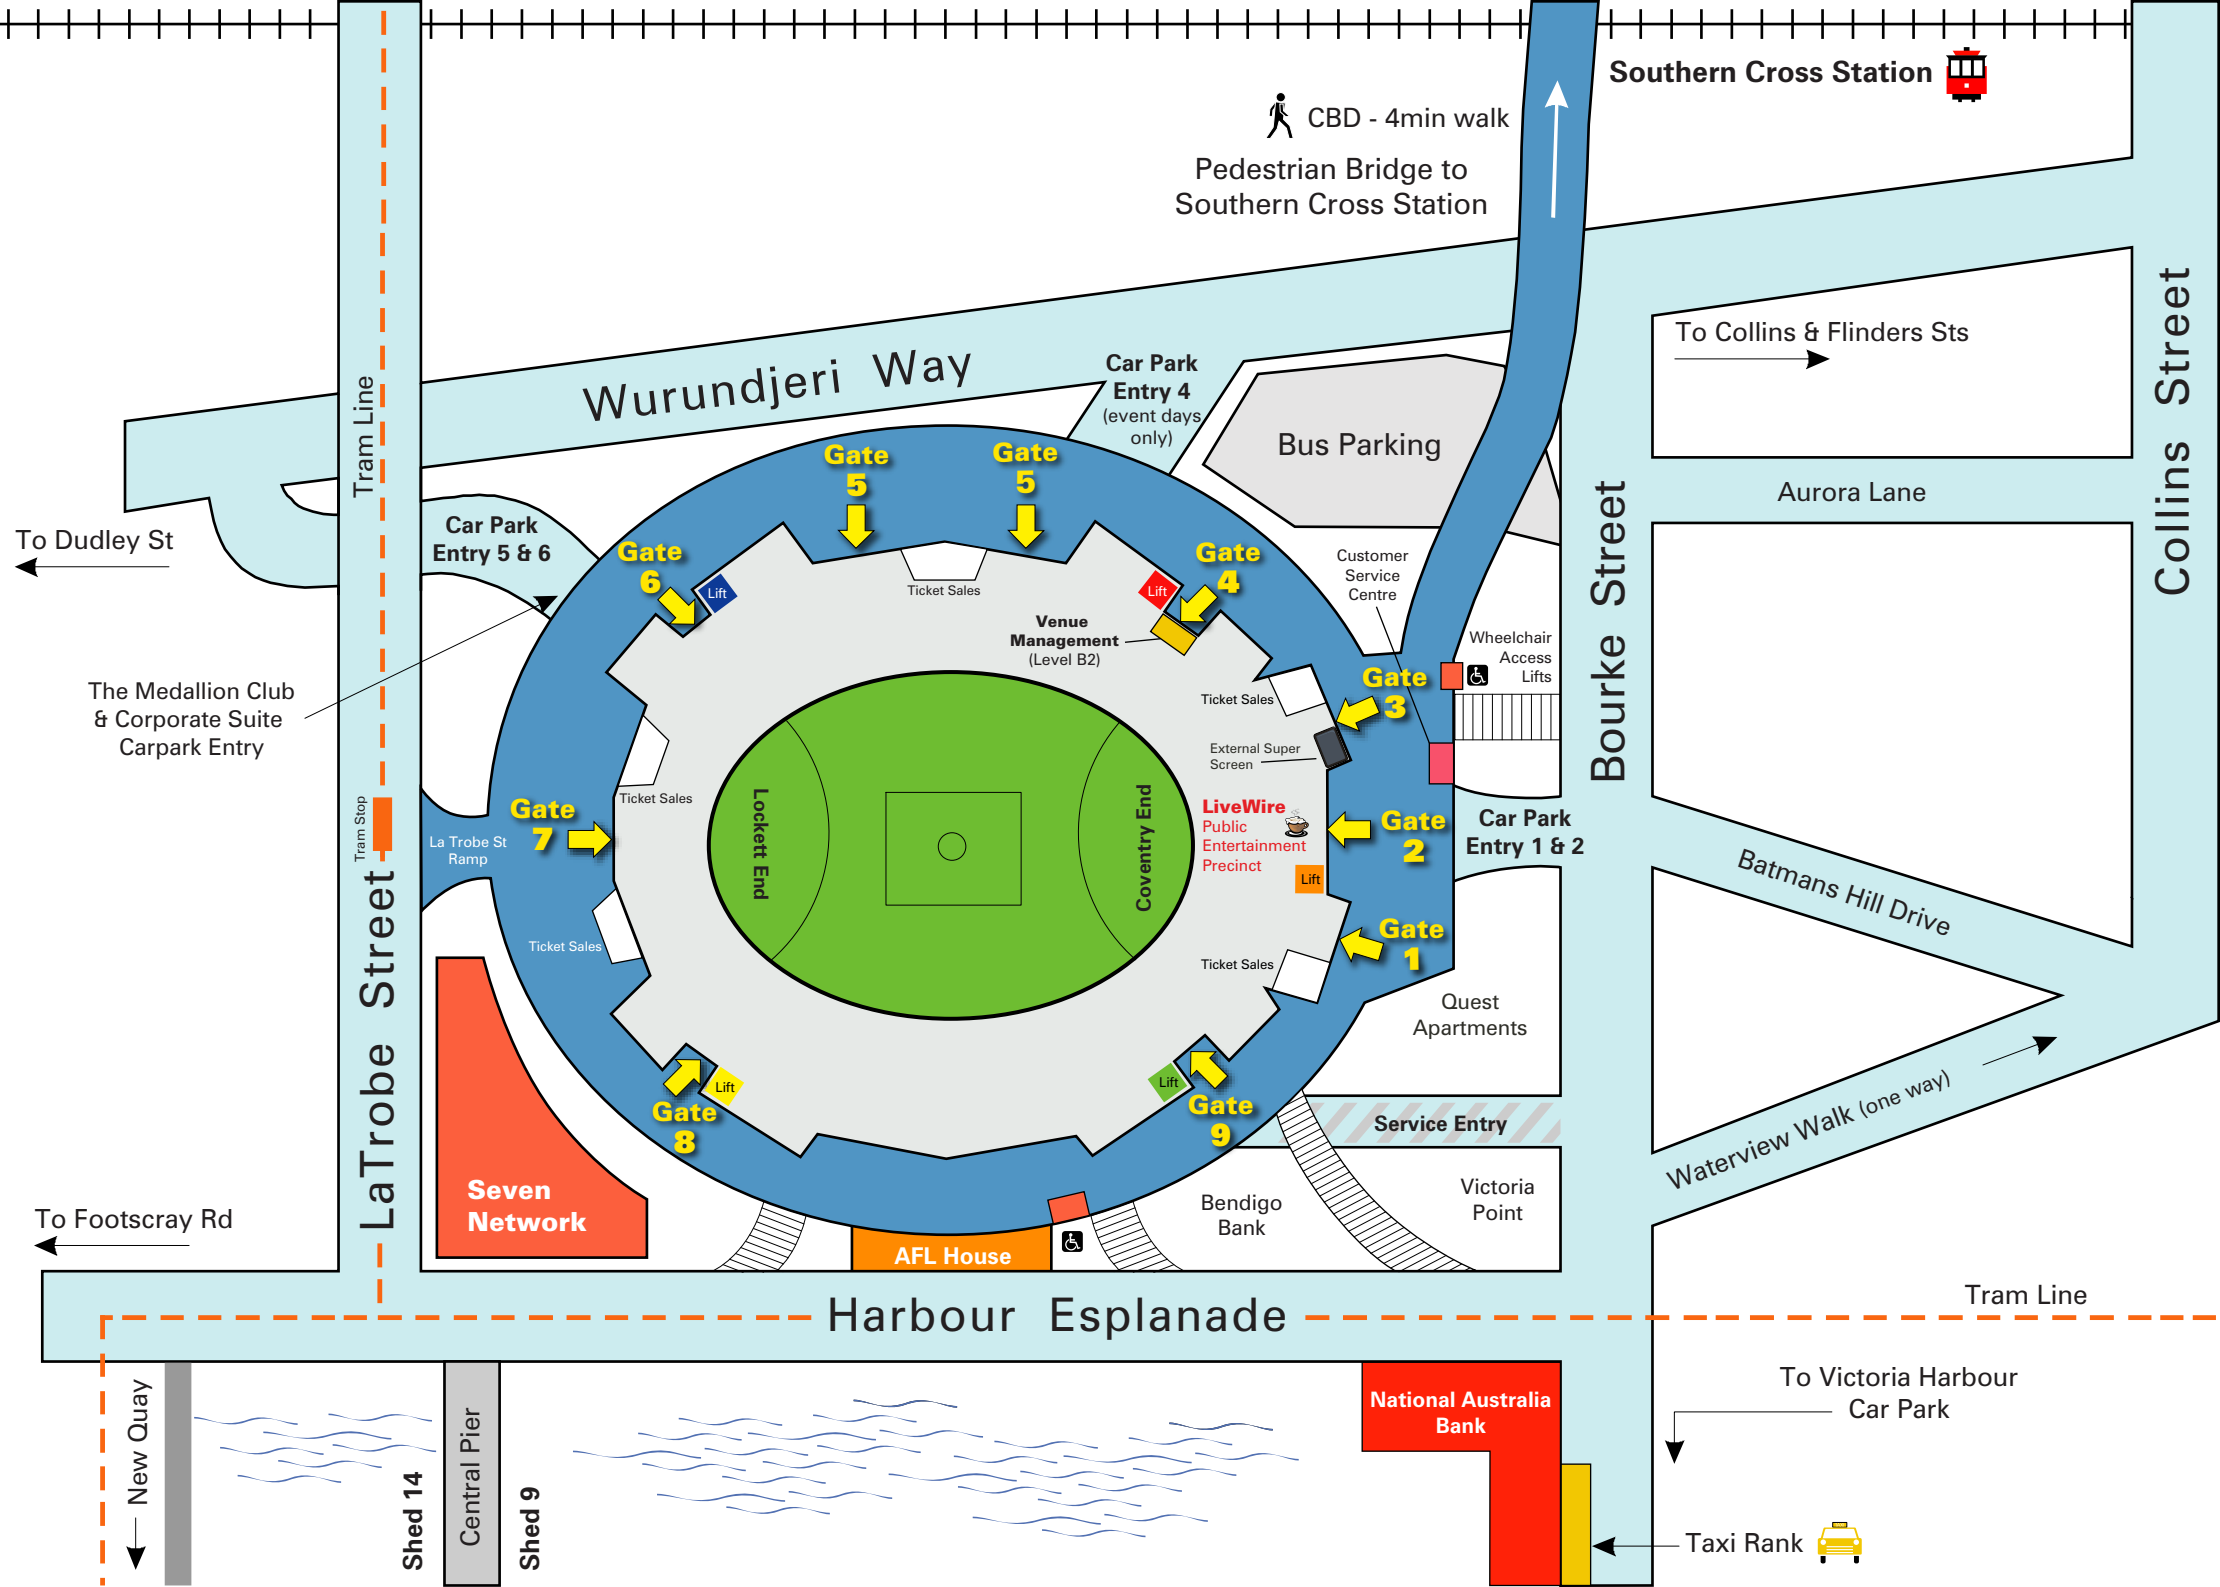 Southern Cross Station
CBD - 4min walk
Pedestrian Bridge to
Southern Cross Station
Wurundjeri Way
Car Park
Entry 4
(event days
only)
To Collins & Flinders Sts
Collins Street
Tram Line
Bus Parking
Gate
5
Gate
5
Aurora Lane
Bourke Street
To Dudley St
Car Park
Entry 5 & 6
Gate
6
Lift
Ticket Sales
Lift
Gate
4
Customer
Service
Centre
Venue
Management
(Level B2)
Wheelchair
Access
Lifts
The Medallion Club
& Corporate Suite
Carpark Entry
Ticket Sales
Gate
3
External Super
Screen
Ticket Sales
Tram Stop
La Trobe St
Ramp
Gate
7
Lockett End
Coventry End
LiveWire
Public
Entertainment
Precinct
Lift
Gate
2
Car Park
Entry 1 & 2
Batmans Hill Drive
LaTrobe Street
Ticket Sales
Ticket Sales
Gate
1
Quest
Apartments
Lift
Gate
8
Lift
Gate
9
Service Entry
Waterview Walk (one way)
Seven
Network
Bendigo
Bank
Victoria
Point
To Footscray Rd
AFL House
Harbour Esplanade
Tram Line
New Quay
Shed 14
Central Pier
Shed 9
National Australia
Bank
To Victoria Harbour
Car Park
Taxi Rank